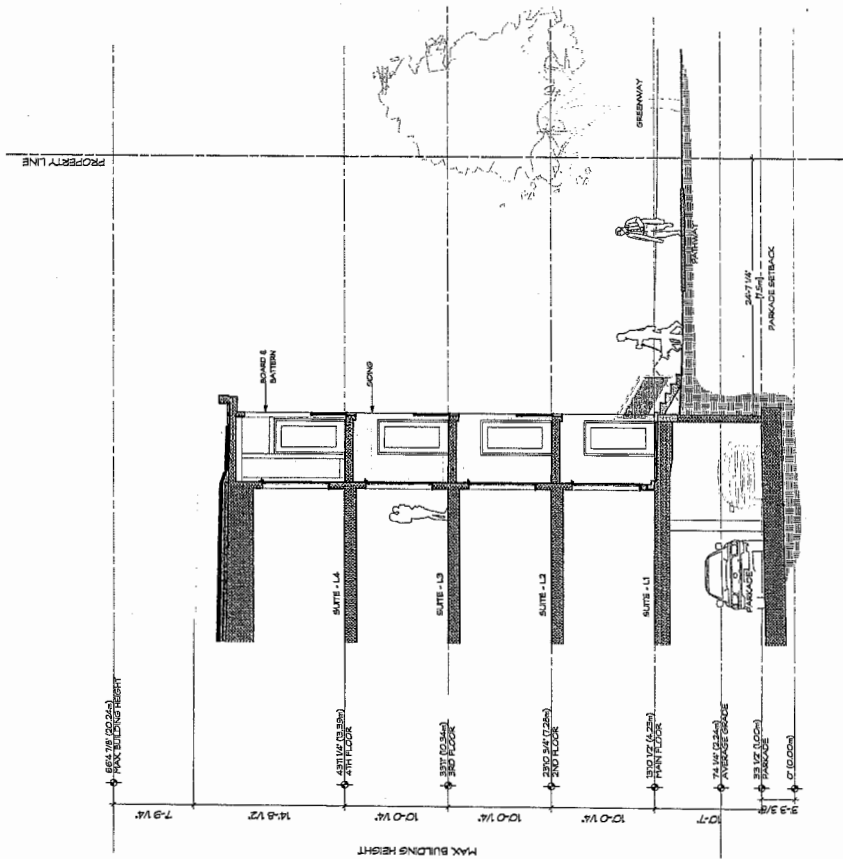 PROPERTY LINE
GREENWAY
PATHWAY
24'-7 1/4"
[7.5m]
PARKADE SETBACK
BOARD &
BATTERN
SIDING
SUITE - L4
SUITE - L3
SUITE - L2
SUITE - L1
PARKADE
66'4 7/8" (20.24m)
MAX. BUILDING HEIGHT
43'11 1/4" (13.39m)
4TH FLOOR
33'11" (10.34m)
3RD FLOOR
23'10 3/4" (7.28m)
2ND FLOOR
13'10 1/2" (4.23m)
MAIN FLOOR
7'4 1/4" (2.24m)
AVERAGE GRADE
3'3 1/2" (1.00m)
PARKADE
0" (0.00m)
7'-9 1/4"
14'-8 1/2"
10'-0 1/4"
10'-0 1/4"
10'-0 1/4"
10'-7"
3'-3 3/8"
MAX. BUILDING HEIGHT